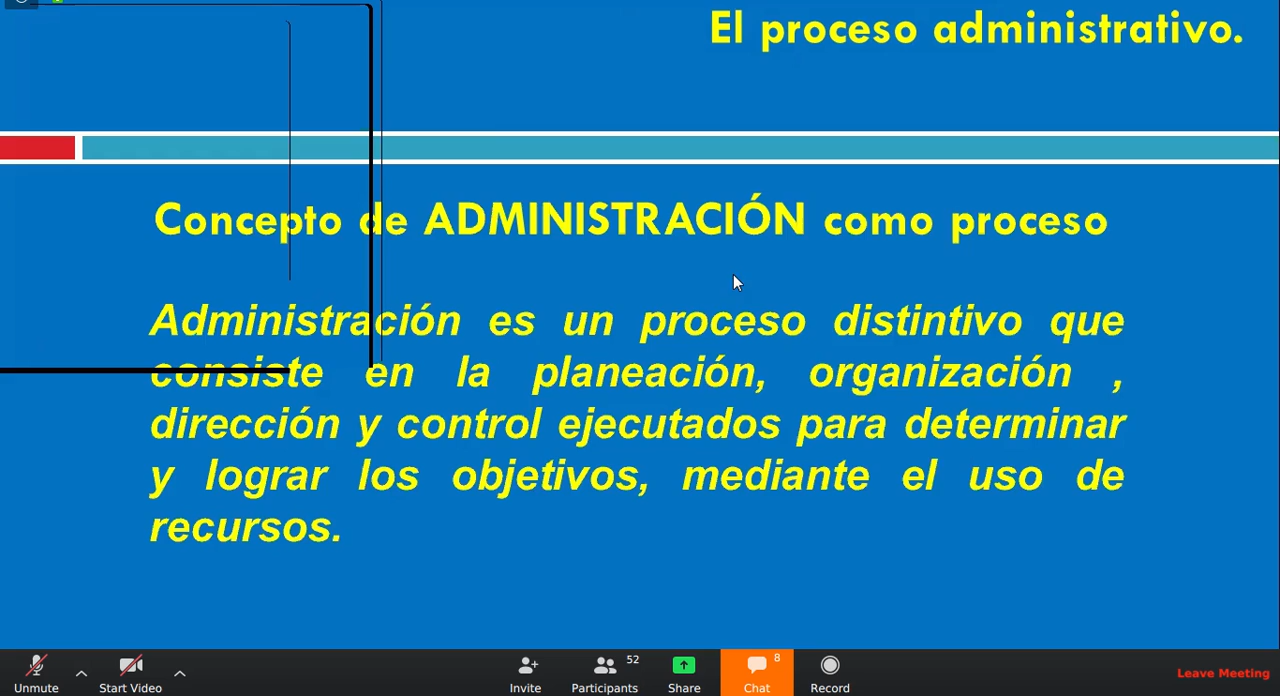 El proceso administrativo.
Concepto de ADMINISTRACIÓN como proceso
Administración es un proceso distintivo que
consiste en la planeación, organización ,
dirección y control ejecutados para determinar
y lograr los objetivos, mediante el uso de
recursos.
Unmute
Start Video
Invite
Participants 52
Share
Chat 8
Record
Leave Meeting